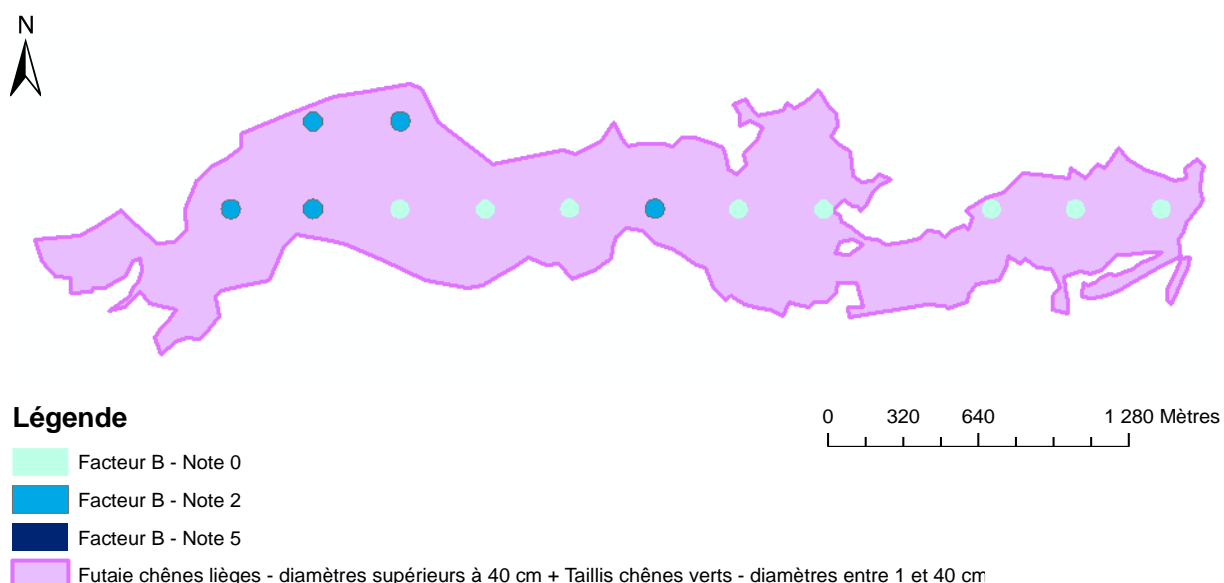 N
Légende
0 320 640 1 280 Mètres
Facteur B - Note 0
Facteur B - Note 2
Facteur B - Note 5
Futaie chênes lièges - diamètres supérieurs à 40 cm + Taillis chênes verts - diamètres entre 1 et 40 cm